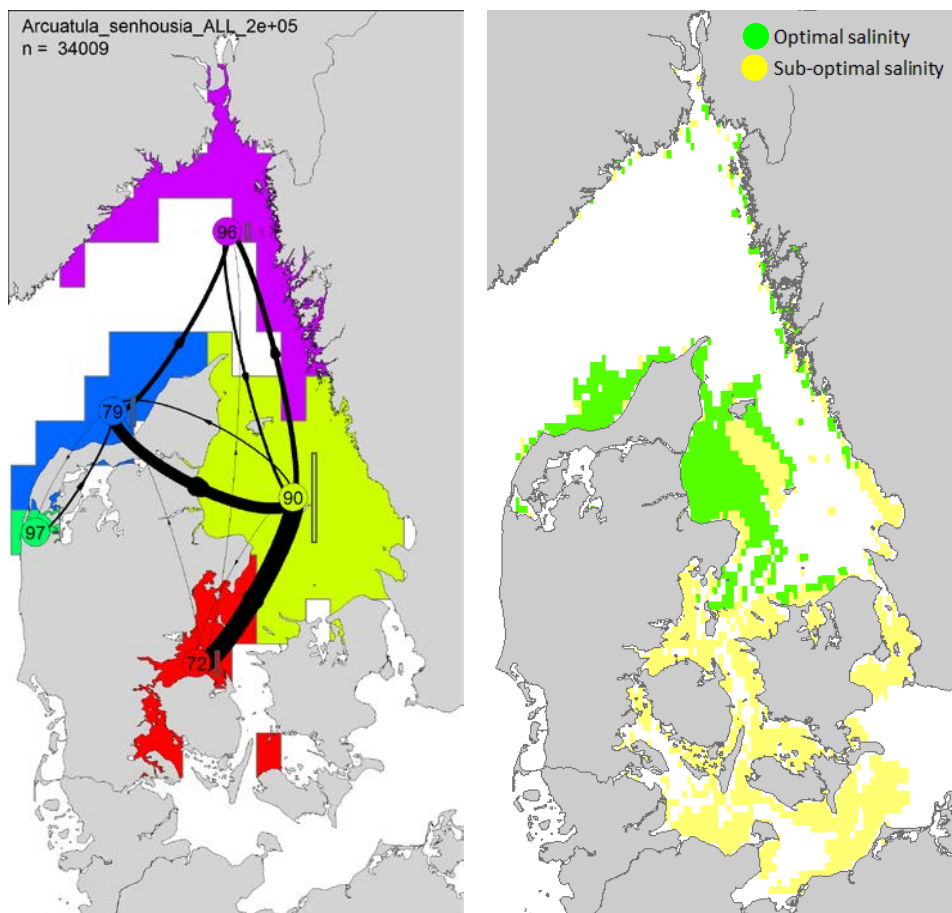 Arcuatula_senhousia_ALL_2e+05
n = 34009
Optimal salinity
Sub-optimal salinity
96
79
90
97
72